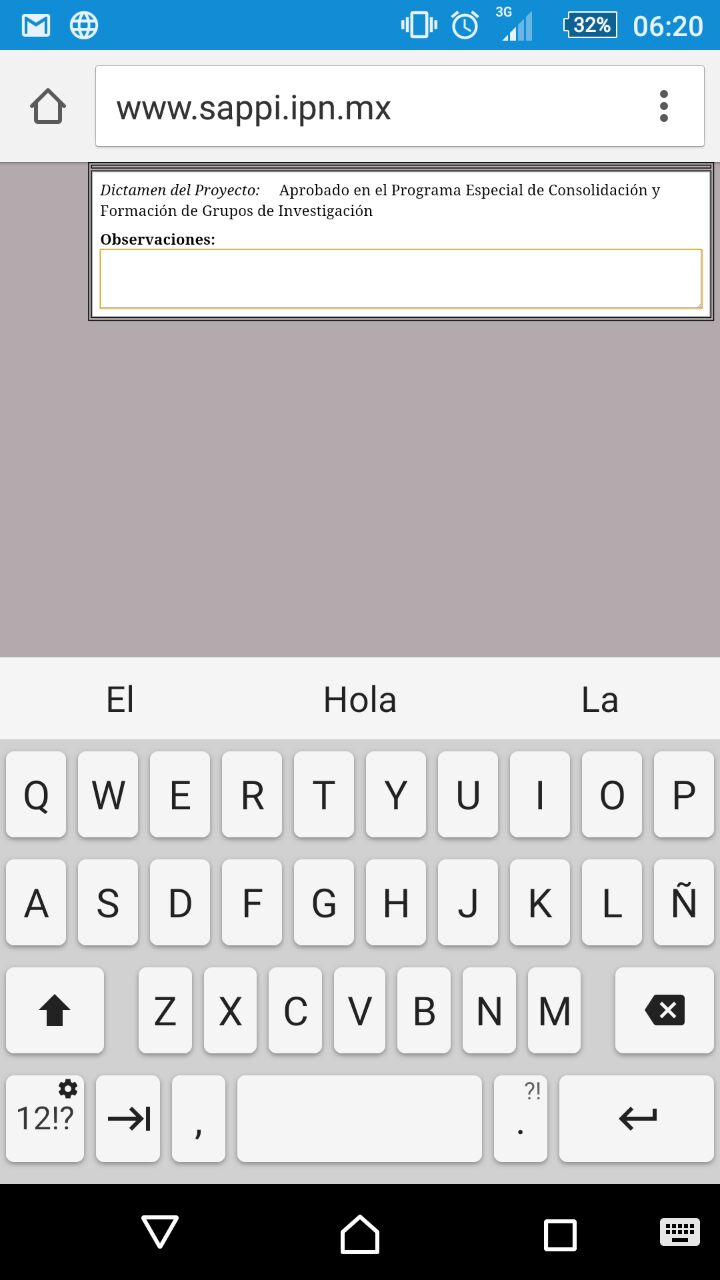 3G
32%
06:20
www.sappi.ipn.mx
Dictamen del Proyecto: Aprobado en el Programa Especial de Consolidación y
Formación de Grupos de Investigación
Observaciones:
El Hola La
Q W E R T Y U I O P
A S D F G H J K L Ñ
Z X C V B N M
12!? , . ?!